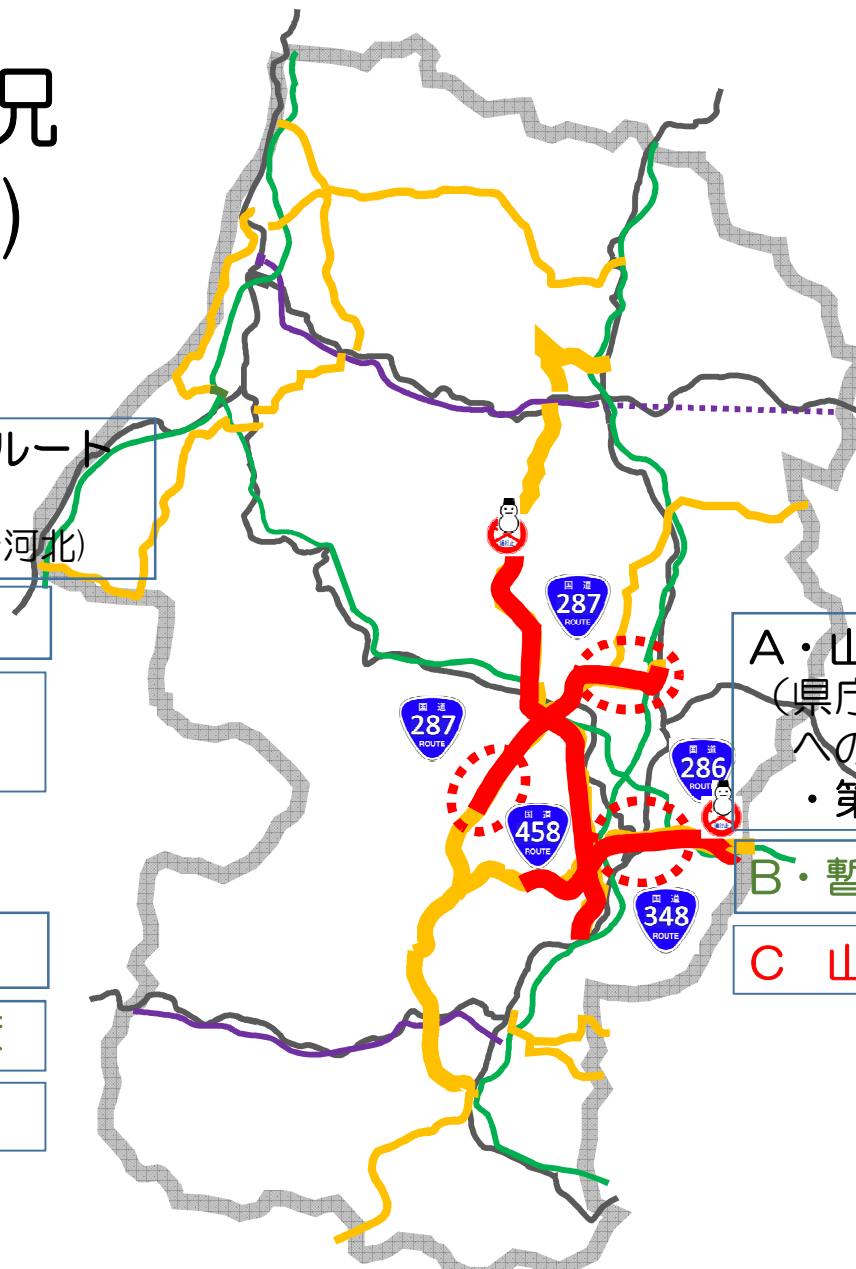 況
)
ルート
河北)
国道
287
ROUTE
国道
287
ROUTE
国道
286
ROUTE
国道
458
ROUTE
国道
348
ROUTE
A・山
(県庁
への
・第
B・暫
C 山